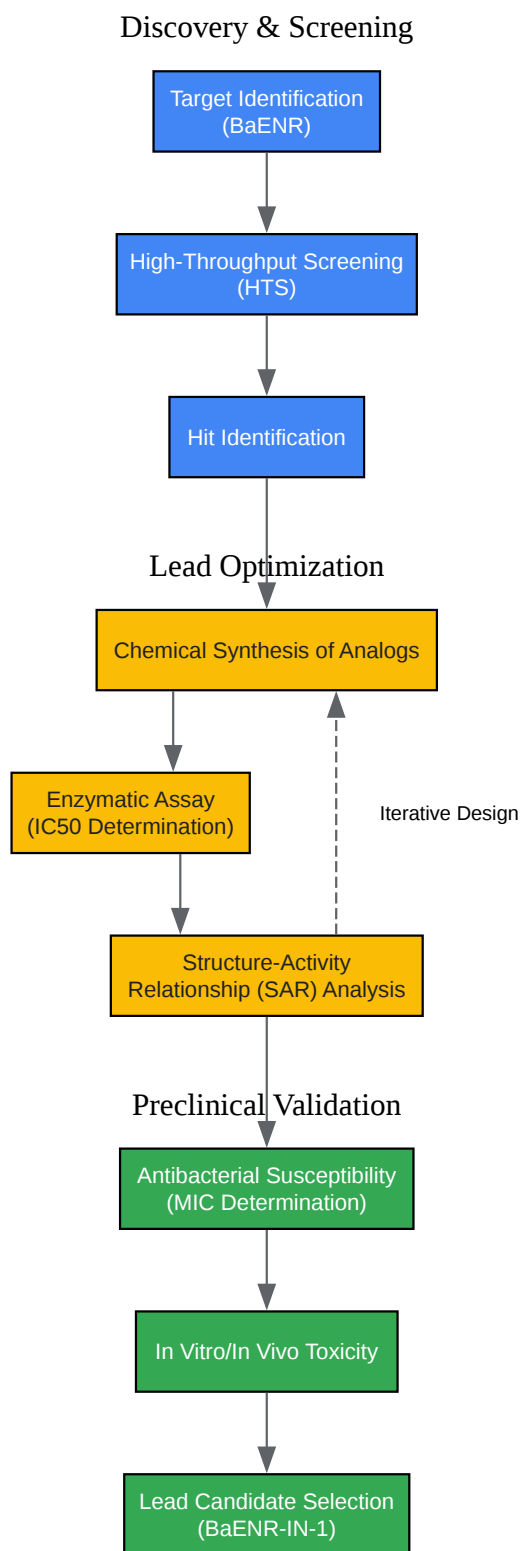 Discovery & Screening
Target Identification
(BaENR)
High-Throughput Screening
(HTS)
Hit Identification
Lead Optimization
Chemical Synthesis of Analogs
Enzymatic Assay
(IC50 Determination)
Iterative Design
Structure-Activity
Relationship (SAR) Analysis
Preclinical Validation
Antibacterial Susceptibility
(MIC Determination)
In Vitro/In Vivo Toxicity
Lead Candidate Selection
(BaENR-IN-1)